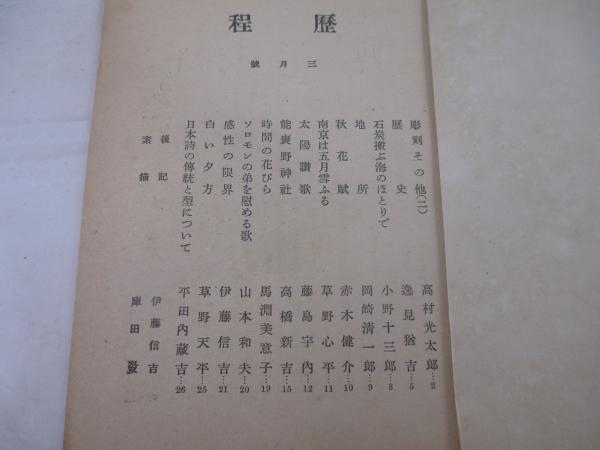 歷程
三月號
彫刻その他(二) 高村光太郎…2
歷史 逸見猶吉…5
石炭搬ぶ海のほとりで 小野十三郎…8
地所 岡崎清一郎…9
秋花賦 赤木健介…10
南京は五月雪ふる 草野心平…11
太陽讃歌 藤島宇內…12
能褒野神社 高橋新吉…15
時間の花びら 馬淵美意子…19
ソロモンの弟を慰める歌 山本和夫…20
感性の限界 伊藤信吉…21
白い夕方 草野天平…25
日本詩の傳統と型について 平田內藏吉…26
後記 伊藤信吉
素描 庫田叕